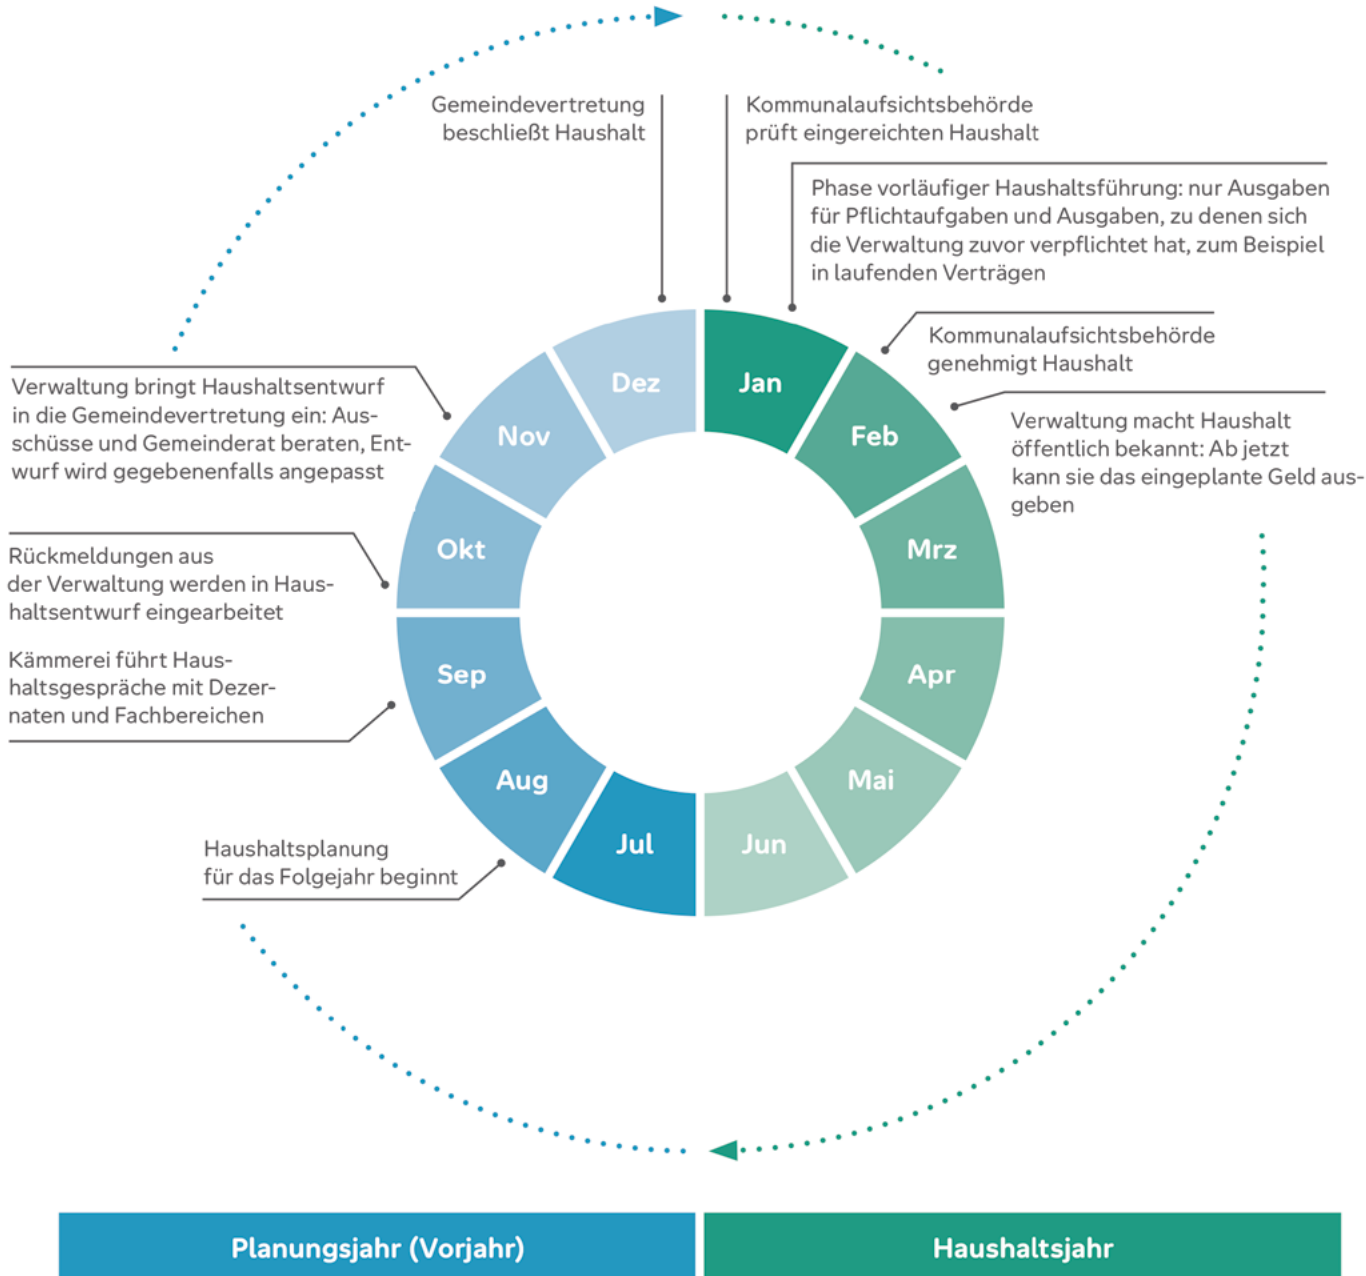 Gemeindevertretung
beschließt Haushalt
Kommunalaufsichtsbehörde
prüft eingereichten Haushalt
Phase vorläufiger Haushaltsführung: nur Ausgaben
für Pflichtaufgaben und Ausgaben, zu denen sich
die Verwaltung zuvor verpflichtet hat, zum Beispiel
in laufenden Verträgen
Kommunalaufsichtsbehörde
genehmigt Haushalt
Verwaltung macht Haushalt
öffentlich bekannt: Ab jetzt
kann sie das eingeplante Geld aus-
geben
Verwaltung bringt Haushaltsentwurf
in die Gemeindevertretung ein: Aus-
schüsse und Gemeinderat beraten, Ent-
wurf wird gegebenenfalls angepasst
Rückmeldungen aus
der Verwaltung werden in Haus-
haltsentwurf eingearbeitet
Kämmerei führt Haus-
haltsgespräche mit Dezer-
naten und Fachbereichen
Haushaltsplanung
für das Folgejahr beginnt
Jan
Feb
Mrz
Apr
Mai
Jun
Jul
Aug
Sep
Okt
Nov
Dez
Planungsjahr (Vorjahr)
Haushaltsjahr